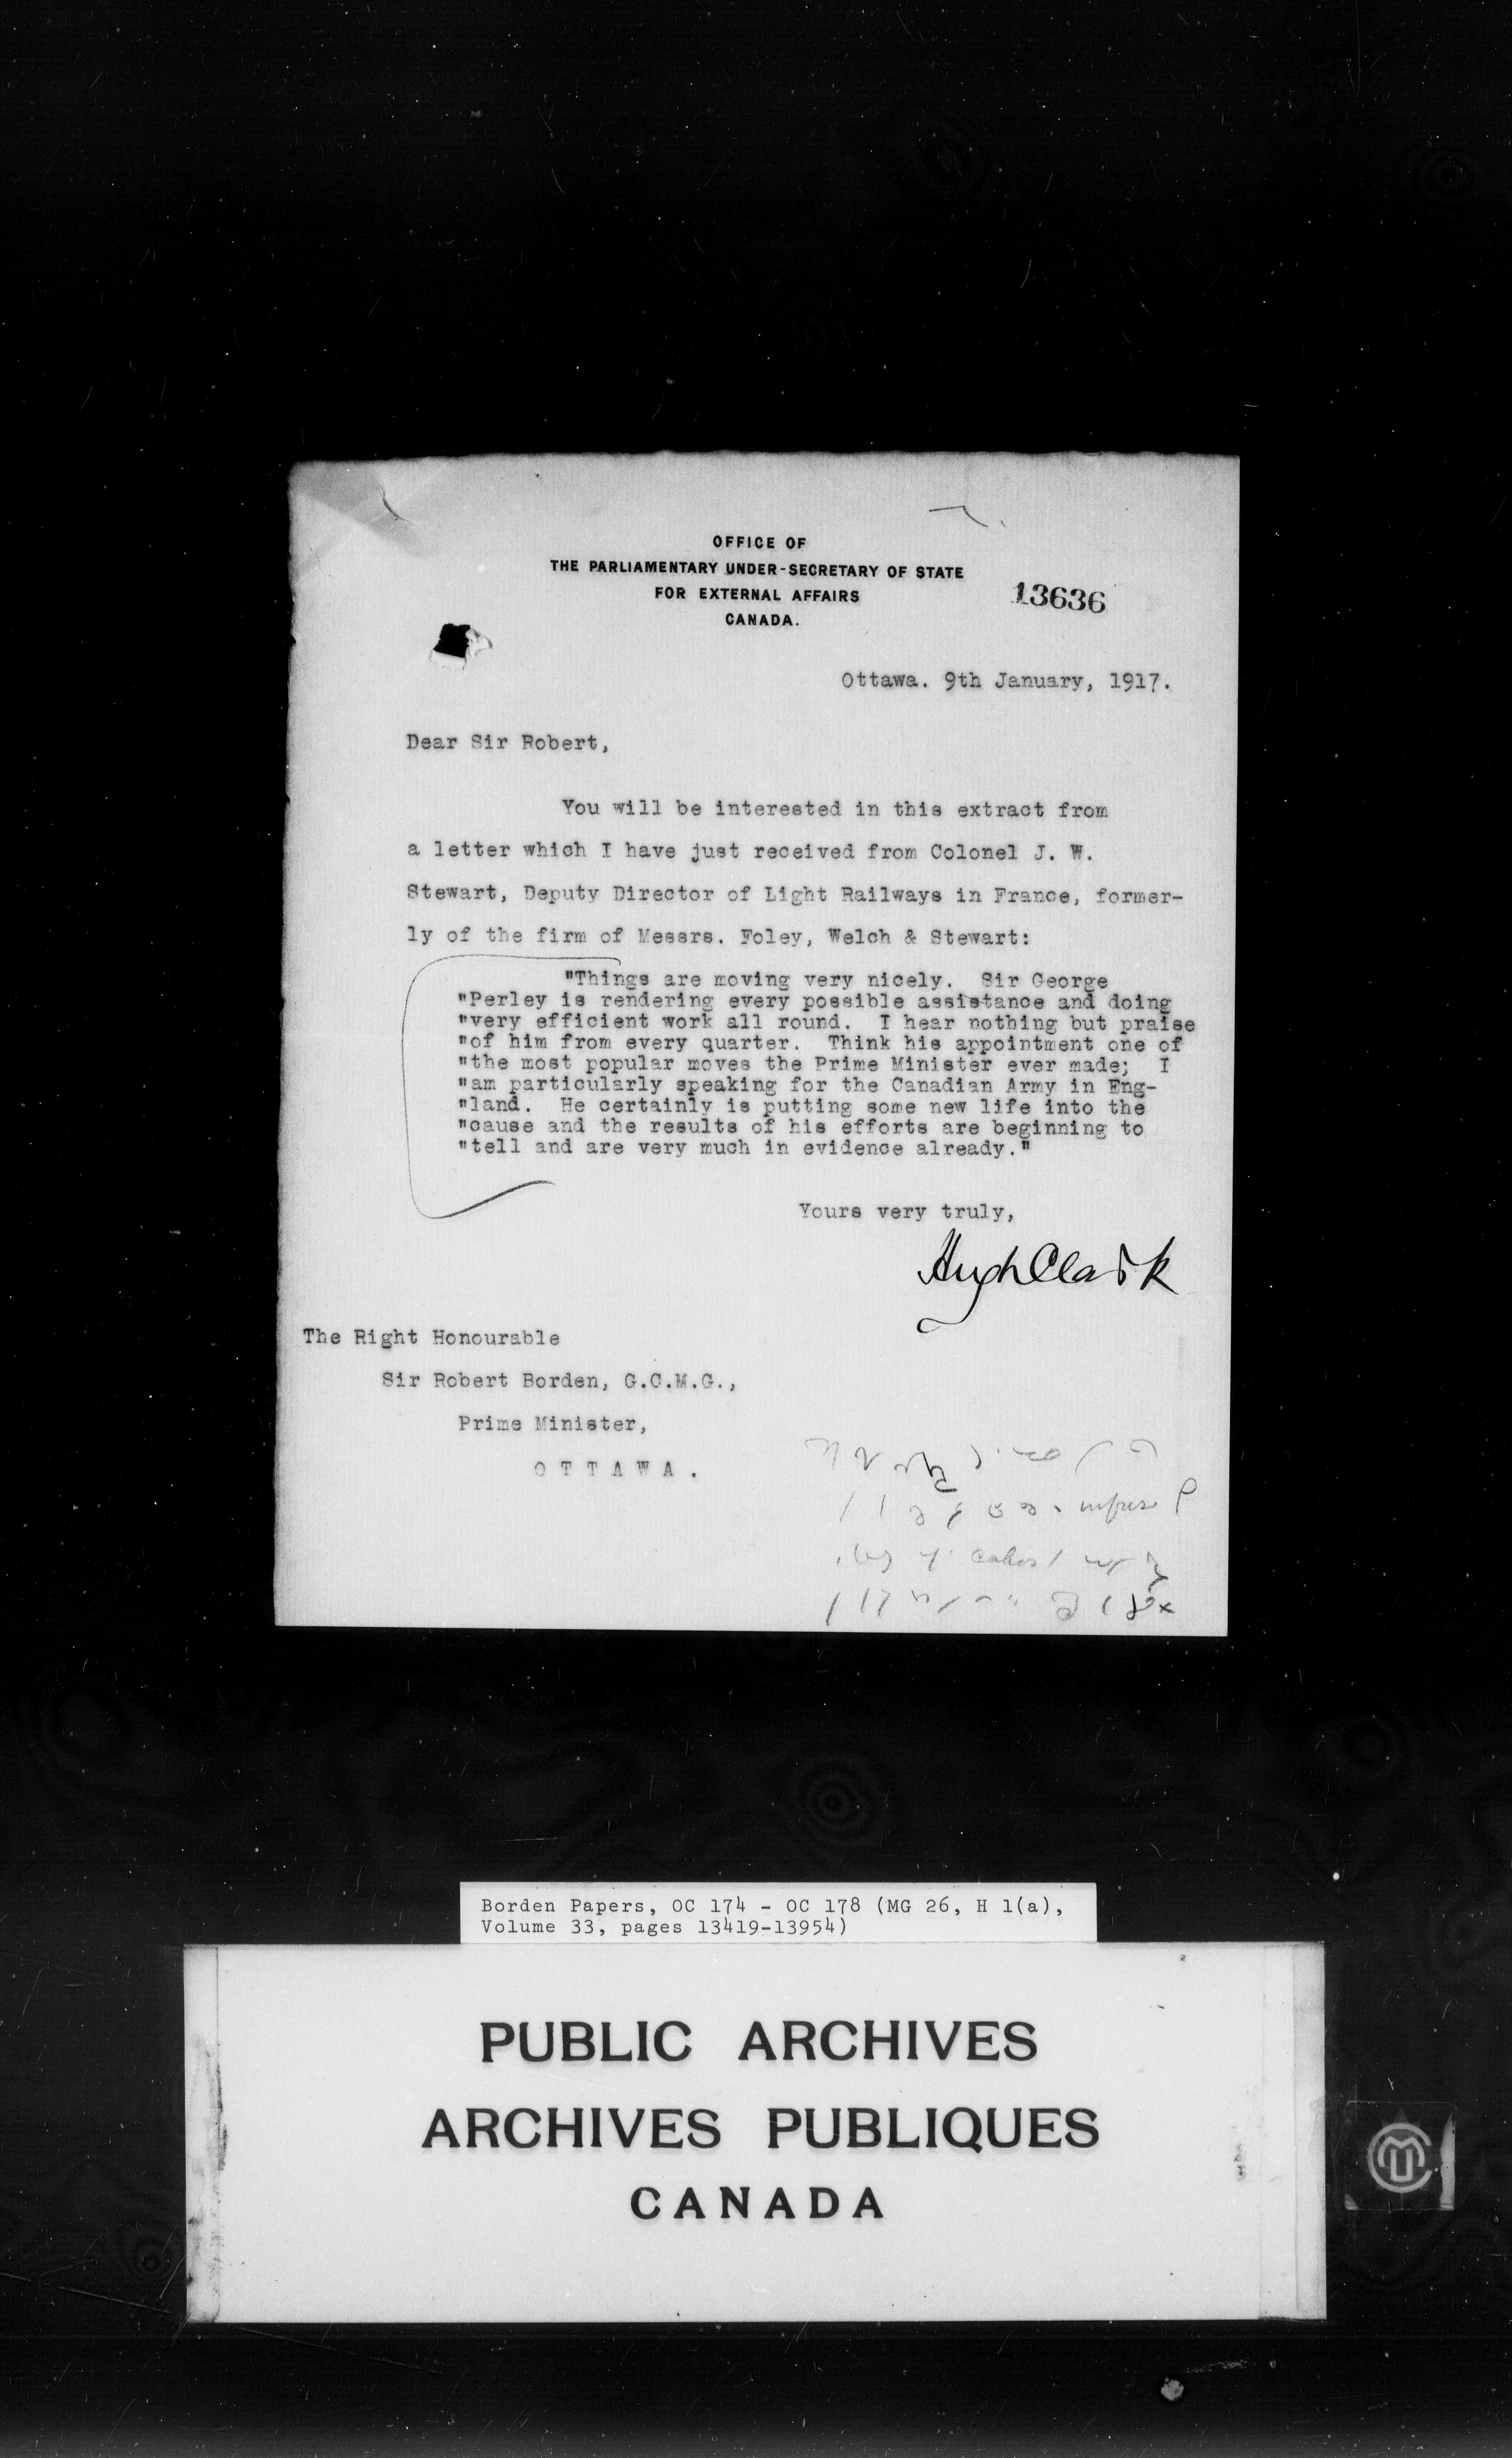 OFFICE OF
THE PARLIAMENTARY UNDER-SECRETARY OF STATE
FOR EXTERNAL AFFAIRS
CANADA.
13636
Ottawa. 9th January, 1917.
Dear Sir Robert,
You will be interested in this extract from
a letter which I have just received from Colonel J. W.
Stewart, Deputy Director of Light Railways in France, former-
ly of the firm of Messrs. Foley, Welch & Stewart:
"Things are moving very nicely. Sir George
"Perley is rendering every possible assistance and doing
"very efficient work all round. I hear nothing but praise
"of him from every quarter. Think his appointment one of
"the most popular moves the Prime Minister ever made; I
"am particularly speaking for the Canadian Army in Eng-
"land. He certainly is putting some new life into the
"cause and the results of his efforts are beginning to
"tell and are very much in evidence already."
Yours very truly,
Hugh Clark
The Right Honourable
Sir Robert Borden, G.C.M.G.,
Prime Minister,
OTTAWA.
Borden Papers, OC 174 - OC 178 (MG 26, H 1(a),
Volume 33, pages 13419-13954)
PUBLIC ARCHIVES
ARCHIVES PUBLIQUES
CANADA